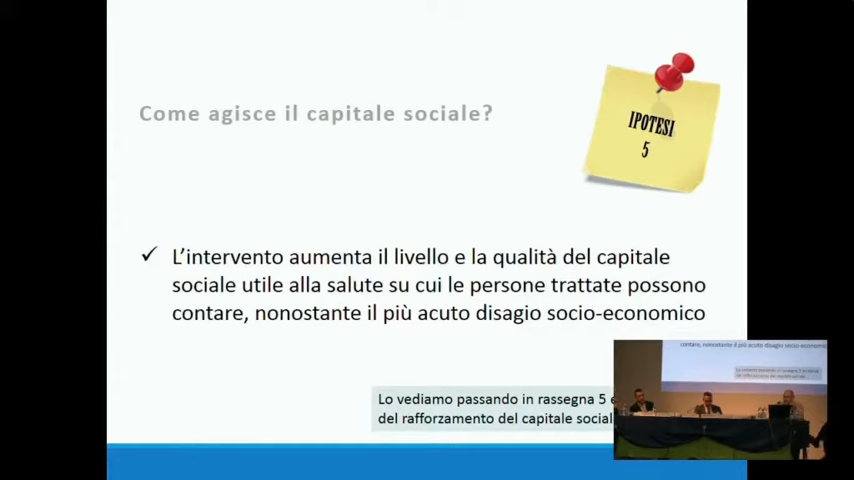 Come agisce il capitale sociale?
IPOTESI
5
✓ L’intervento aumenta il livello e la qualità del capitale
sociale utile alla salute su cui le persone trattate possono
contare, nonostante il più acuto disagio socio-economico
Lo vediamo passando in rassegna 5
del rafforzamento del capitale
contare, nonostante il più acuto disagio socio-economico